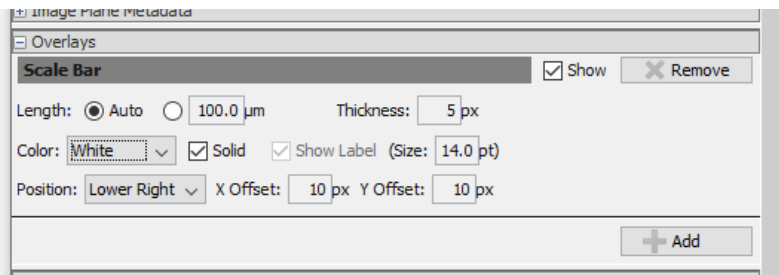 Image Plane Metadata
Overlays
Scale Bar Show Remove
Length: Auto 100.0 µm Thickness: 5 px
Color: White Solid Show Label (Size: 14.0 pt)
Position: Lower Right X Offset: 10 px Y Offset: 10 px
Add